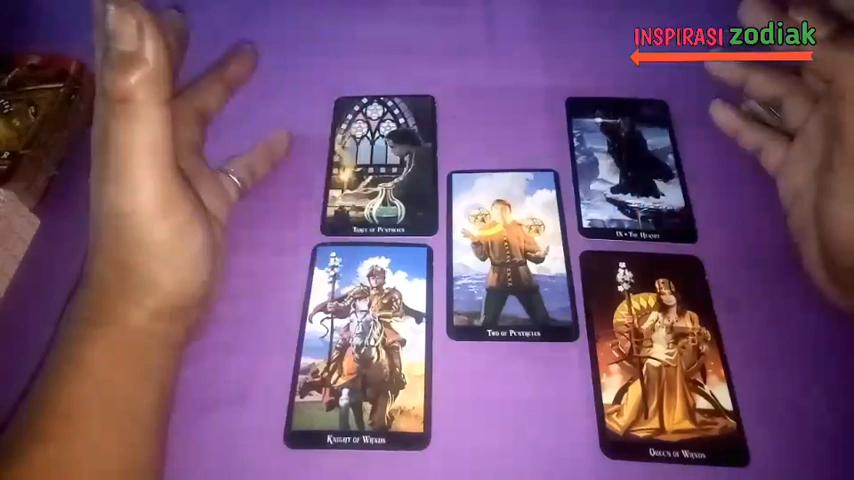 INSPIRASI zodiak
THREE OF PENTACLES
IX • THE HERMIT
TWO OF PENTACLES
KNIGHT OF WANDS
QUEEN OF WANDS